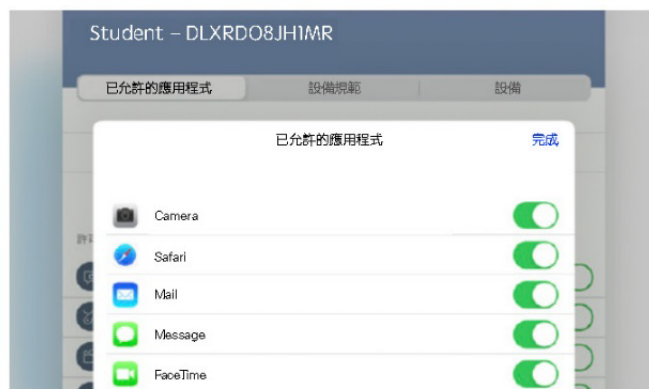 Student – DLXRDO8JH1MR
已允許的應用程式 設備規範 設備
已允許的應用程式 完成
Camera
Safari
Mail
Message
FaceTime